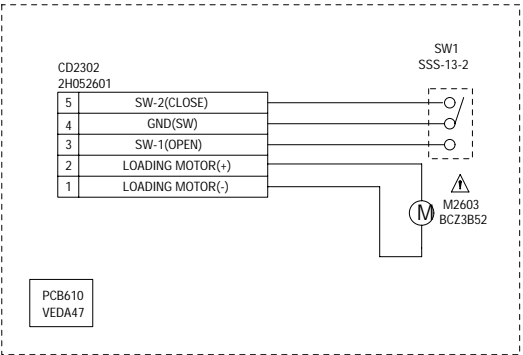 SW1
SSS-13-2
CD2302
2H052601
5 SW-2(CLOSE)
4 GND(SW)
3 SW-1(OPEN)
2 LOADING MOTOR(+)
1 LOADING MOTOR(-)
M
M2603
BCZ3B52
PCB610
VEDA47